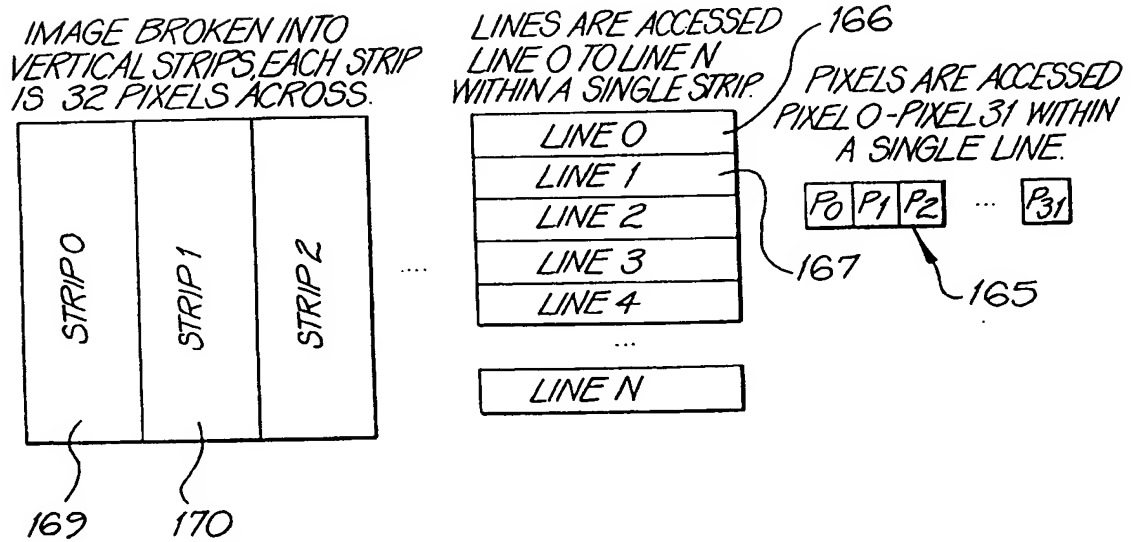 IMAGE BROKEN INTO
VERTICAL STRIPS, EACH STRIP
IS 32 PIXELS ACROSS.
STRIP 0
STRIP 1
STRIP 2
....
169
170
LINES ARE ACCESSED
LINE 0 TO LINE N
WITHIN A SINGLE STRIP.
LINE 0
LINE 1
LINE 2
LINE 3
LINE 4
...
LINE N
166
167
PIXELS ARE ACCESSED
PIXEL 0 - PIXEL 31 WITHIN
A SINGLE LINE.
P0 P1 P2 ... P31
165